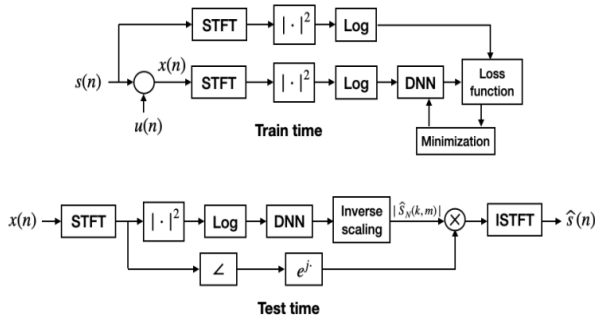 STFT | · |² Log
s(n) x(n) STFT | · |² Log DNN Loss function
u(n) Train time Minimization
x(n) STFT | · |² Log DNN Inverse scaling |Ŝ_N(k,m)| × ISTFT ŝ(n)
∠ e^{j·}
Test time